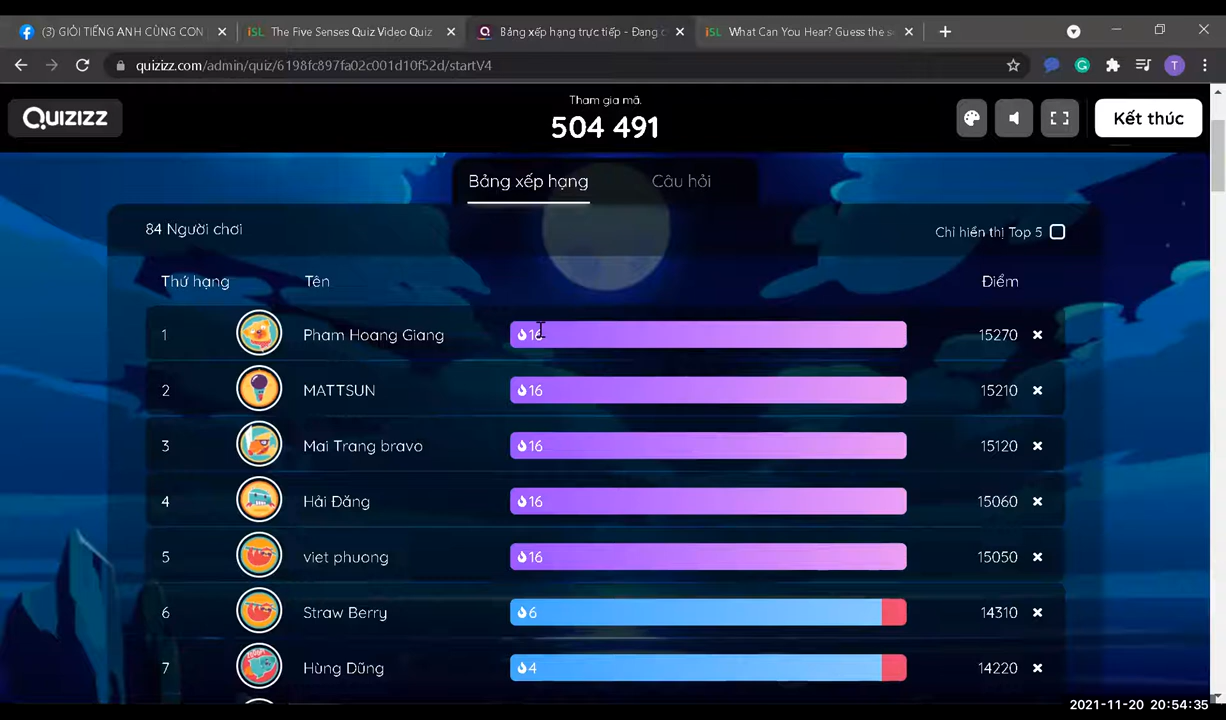 (3) GIỎI TIẾNG ANH CÙNG CON
iSL The Five Senses Quiz Video Quiz
Bảng xếp hạng trực tiếp - Đang c
iSL What Can You Hear? Guess the s
quizizz.com/admin/quiz/6198fc897fa02c001d10f52d/startV4
T
QUIZIZZ
Tham gia mã.
504 491
Kết thúc
Bảng xếp hạng
Câu hỏi
84 Người chơi
Chỉ hiển thị Top 5
Thứ hạng Tên Điểm
1 Pham Hoang Giang 16 15270
2 MATTSUN 16 15210
3 Mai Trang bravo 16 15120
4 Hải Đăng 16 15060
5 viet phuong 16 15050
6 Straw Berry 6 14310
7 Hùng Dũng 4 14220
2021-11-20 20:54:35